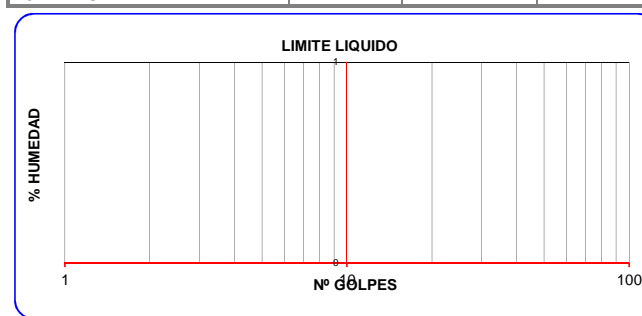 LIMITE LIQUIDO
1
% HUMEDAD
0
1 10 100
Nº GOLPES